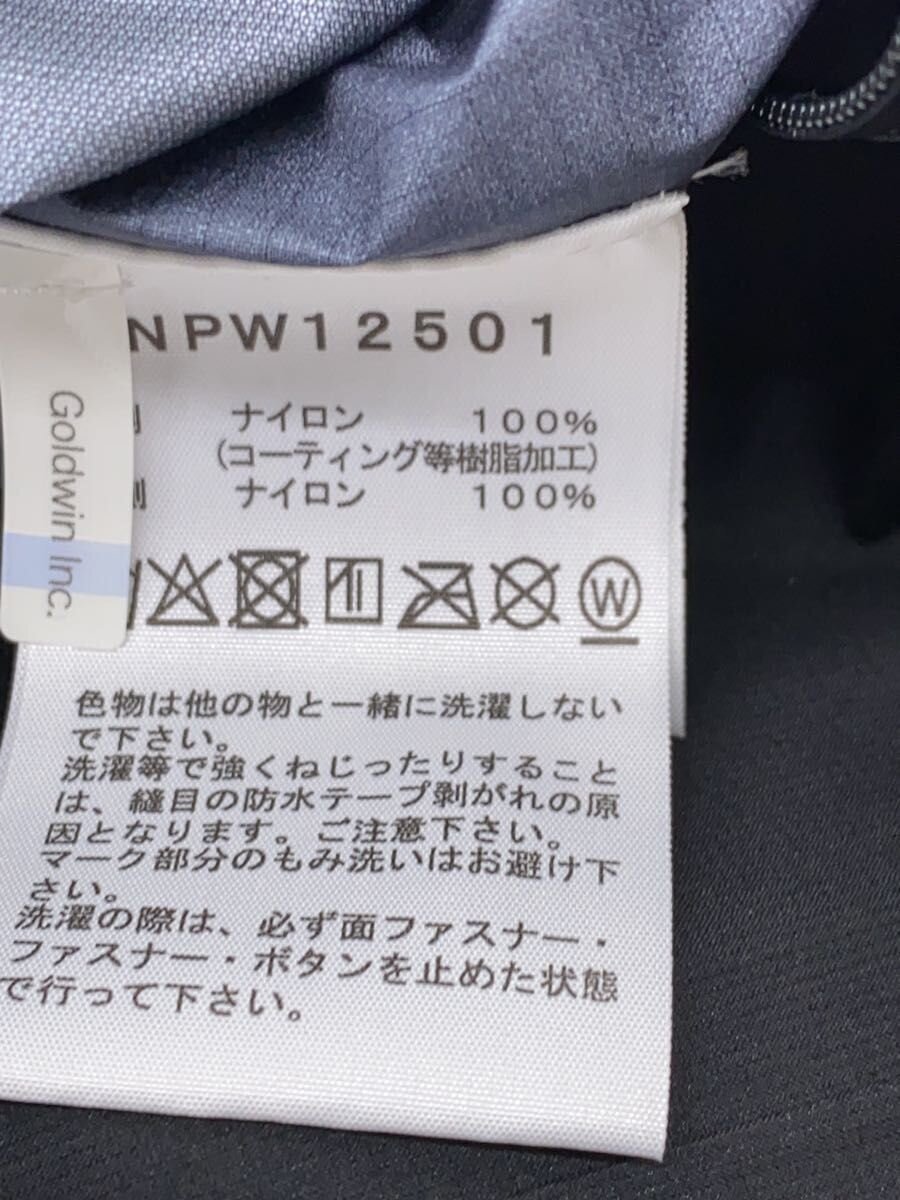 NPW12501
ナイロン 100%
(コーティング等樹脂加工)
ナイロン 100%
Goldwin Inc.
W
色物は他の物と一緒に洗濯しない
で下さい。
洗濯等で強くねじったりすること
は、縫目の防水テープ剥がれの原
因となります。ご注意下さい。
マーク部分のもみ洗いはお避け下
さい。
洗濯の際は、必ず面ファスナー・
ファスナー・ボタンを止めた状態
で行って下さい。